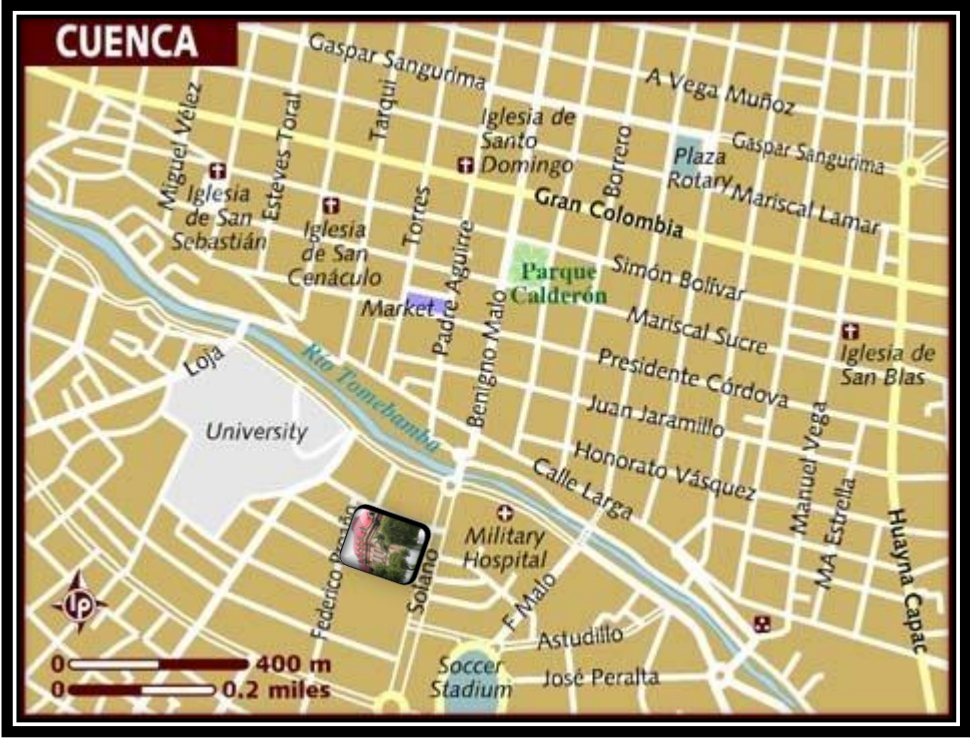 CUENCA
Gaspar Sangurima
A Vega Muñoz
Miguel Vélez
Esteves Toral
Tarqui
Iglesia de
Santo
Domingo
Borrero
Plaza
Rotary
Gaspar Sangurima
Mariscal Lamar
Iglesia
de San
Sebastián
Iglesia
de San
Cenáculo
Torres
Padre Aguirre
Gran Colombia
Parque
Calderón
Simón Bolívar
Market
Benigno Malo
Mariscal Sucre
Iglesia de
San Blas
Presidente Córdova
Loja
Río Tomebamba
Juan Jaramillo
University
Honorato Vásquez
Calle Larga
Manuel Vega
MA Estrella
Huayna Capac
Military
Hospital
Federico
Solano
F Malo
Astudillo
José Peralta
Soccer
Stadium
LP
0 400 m
0 0.2 miles